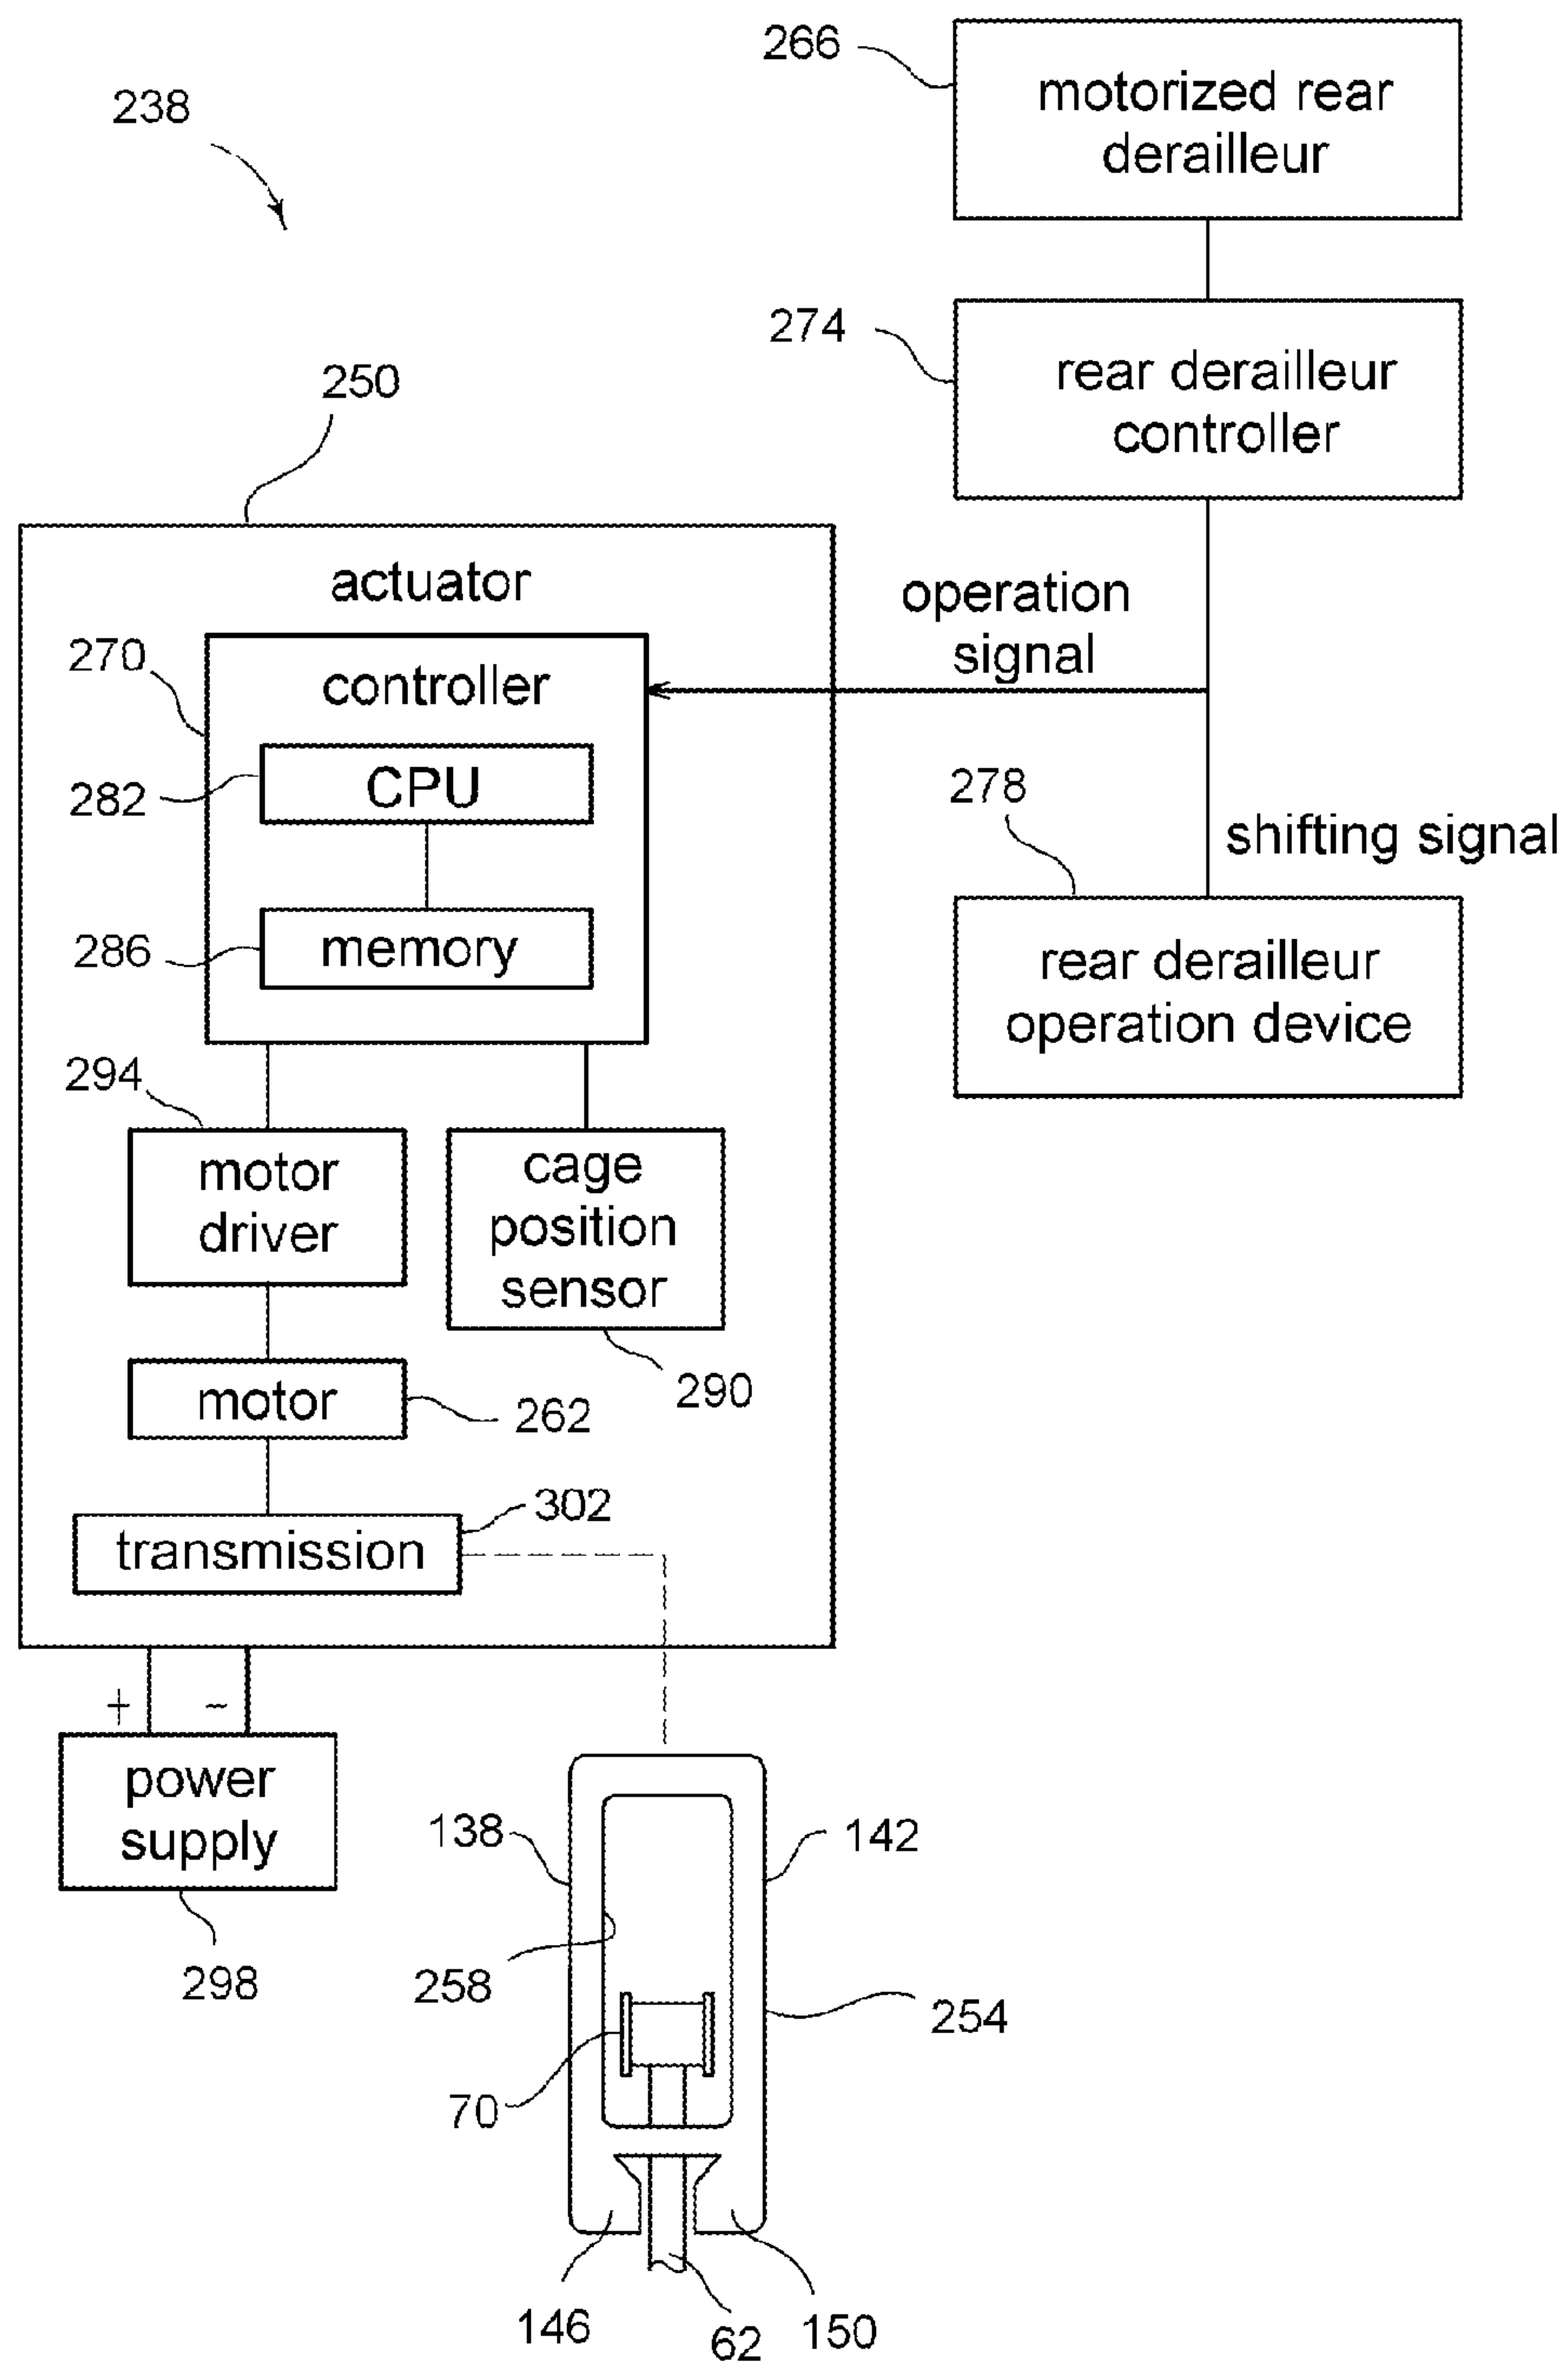 266
motorized rear
derailleur
238
274
rear derailleur
controller
250
actuator
operation
signal
270
controller
282
CPU
278
shifting signal
286
memory
rear derailleur
operation device
294
motor
driver
cage
position
sensor
290
motor
262
302
transmission
+ -
power
supply
298
138
142
258
254
70
146
62
150